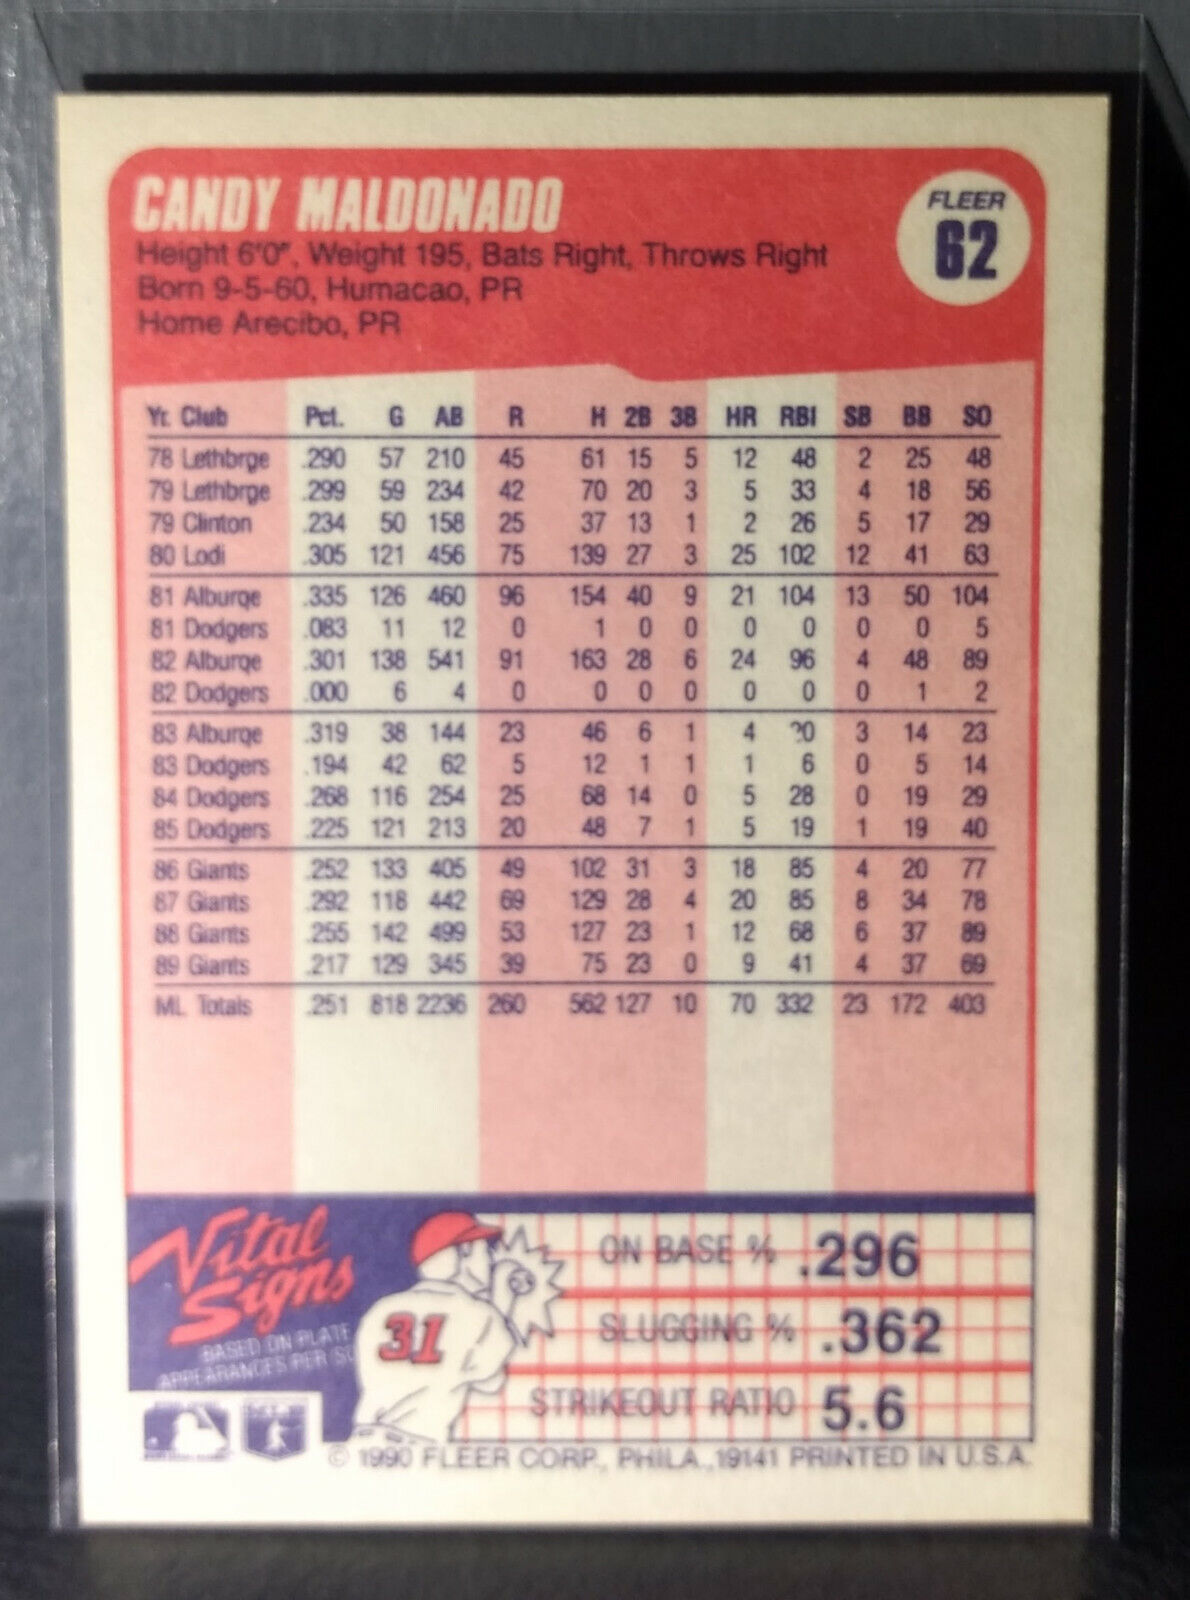 CANDY MALDONADO
FLEER
62
Height 6'0", Weight 195, Bats Right, Throws Right
Born 9-5-60, Humacao, PR
Home Arecibo, PR
Yr. Club Pct. G AB R H 2B 3B HR RBI SB BB SO
78 Lethbrge .290 57 210 45 61 15 5 12 48 2 25 48
79 Lethbrge .299 59 234 42 70 20 3 5 33 4 18 56
79 Clinton .234 50 158 25 37 13 1 2 26 5 17 29
80 Lodi .305 121 456 75 139 27 3 25 102 12 41 63
81 Alburqe .335 126 460 96 154 40 9 21 104 13 50 104
81 Dodgers .083 11 12 0 1 0 0 0 0 0 0 5
82 Alburqe .301 138 541 91 163 28 6 24 96 4 48 89
82 Dodgers .000 6 4 0 0 0 0 0 0 0 1 2
83 Alburqe .319 38 144 23 46 6 1 4 20 3 14 23
83 Dodgers .194 42 62 5 12 1 1 1 6 0 5 14
84 Dodgers .268 116 254 25 68 14 0 5 28 0 19 29
85 Dodgers .225 121 213 20 48 7 1 5 19 1 19 40
86 Giants .252 133 405 49 102 31 3 18 85 4 20 77
87 Giants .292 118 442 69 129 28 4 20 85 8 34 78
88 Giants .255 142 499 53 127 23 1 12 68 6 37 89
89 Giants .217 129 345 39 75 23 0 9 41 4 37 69
ML Totals .251 818 2236 260 562 127 10 70 332 23 172 403
Vital
Signs
BASED ON PLATE
APPEARANCES PER SO
31
ON BASE % .296
SLUGGING % .362
STRIKEOUT RATIO 5.6
© 1990 FLEER CORP., PHILA., 19141 PRINTED IN U.S.A.